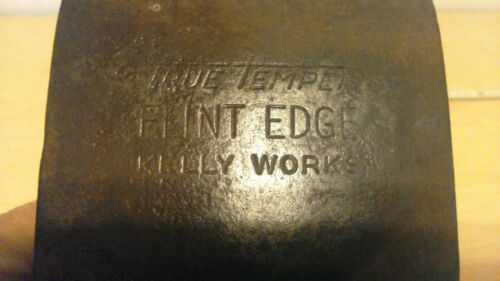 TRUE TEMPER
FLINT EDGE
KELLY WORKS